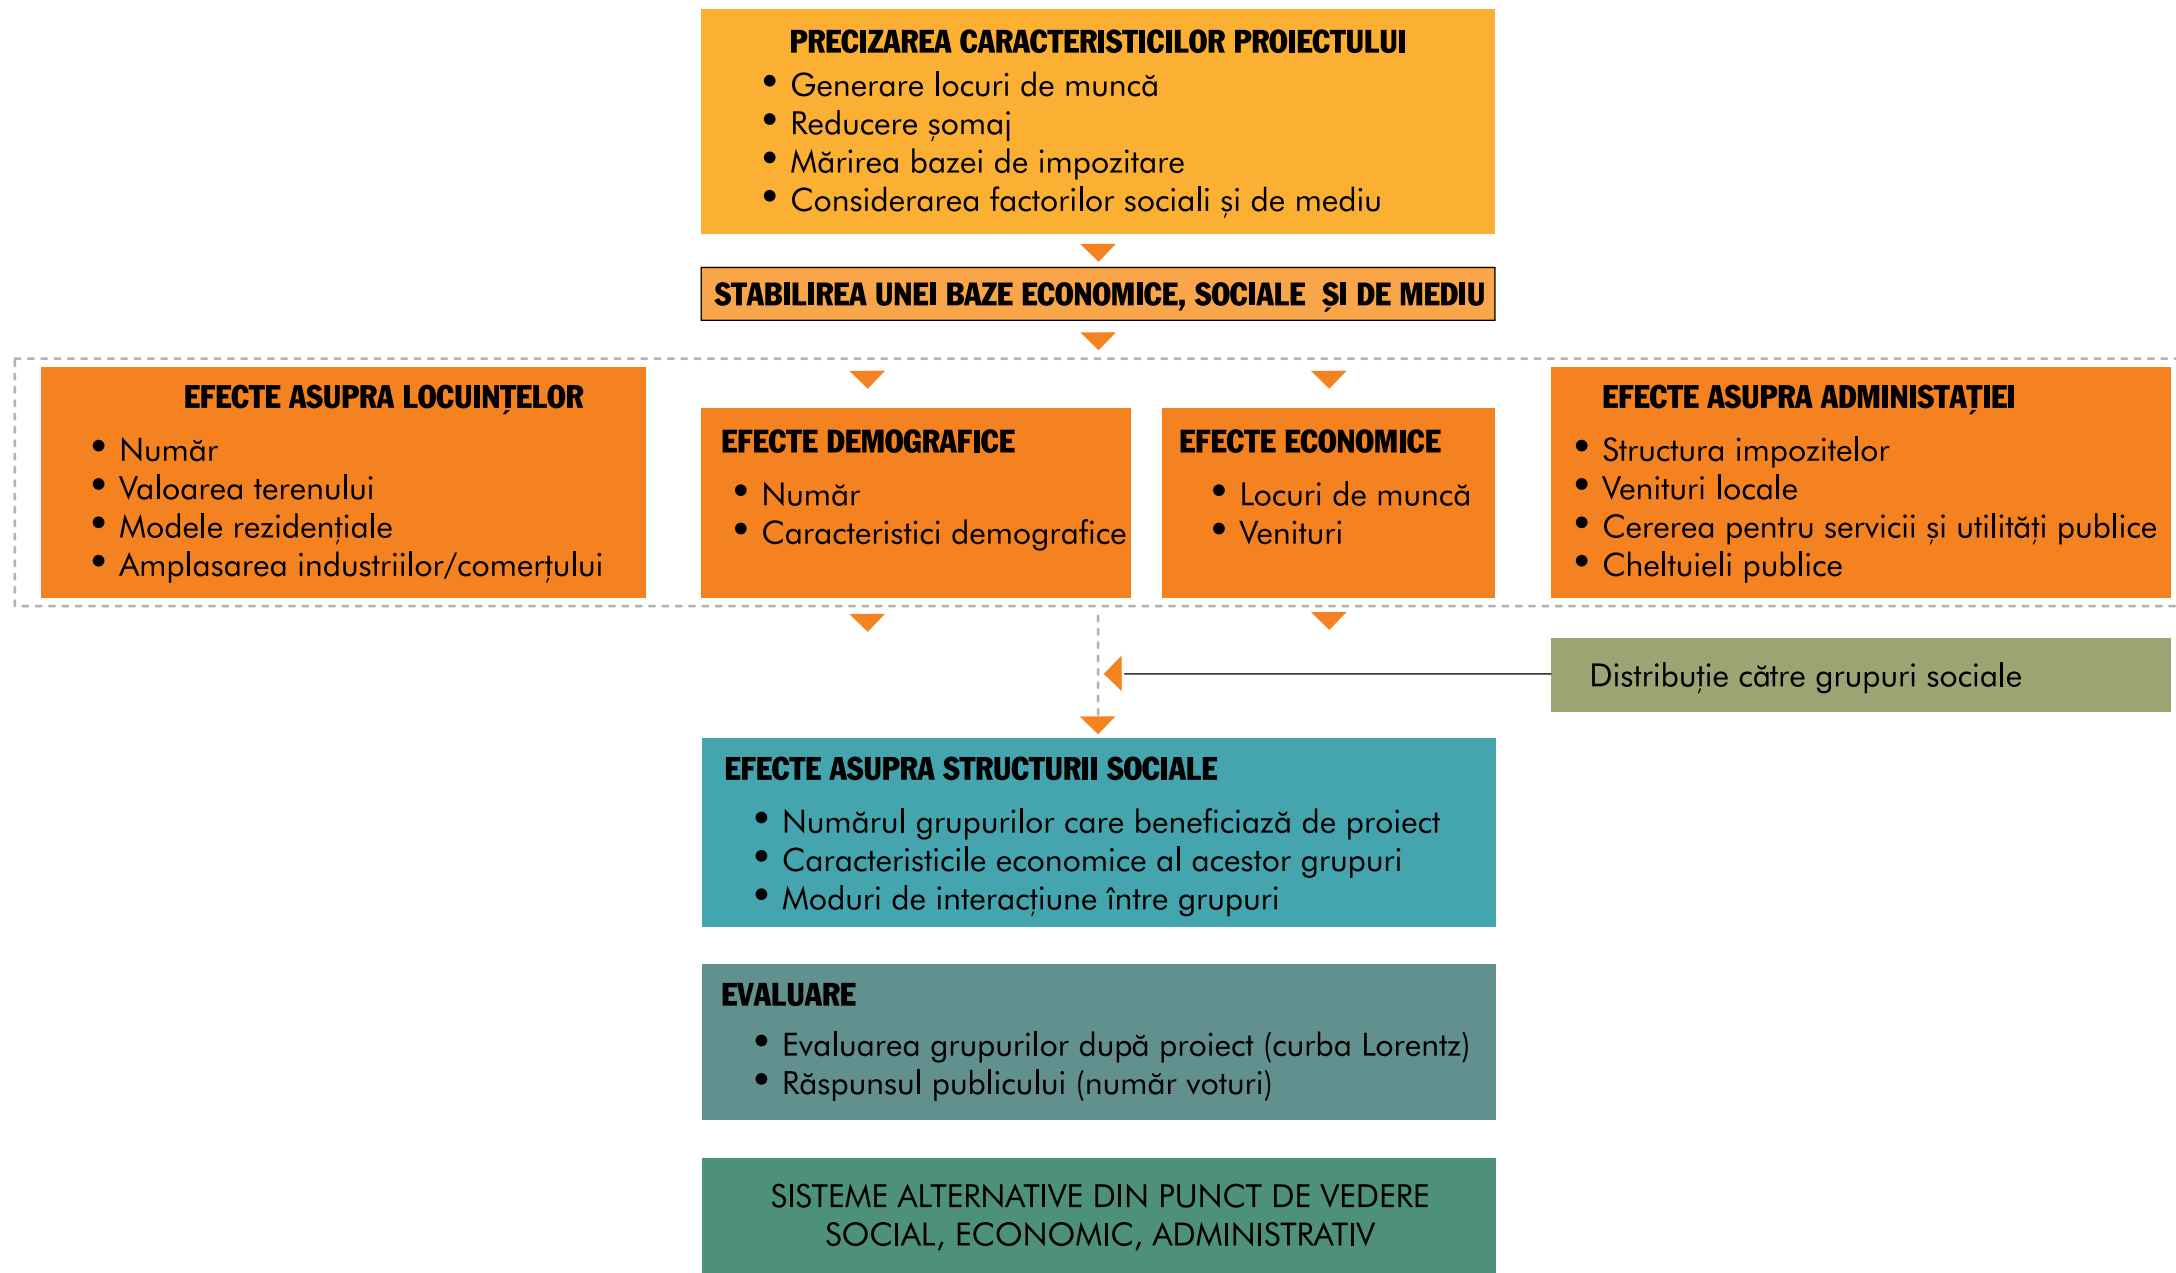 PRECIZAREA CARACTERISTICILOR PROIECTULUI
• Generare locuri de muncă
• Reducere șomaj
• Mărirea bazei de impozitare
• Considerarea factorilor sociali și de mediu
STABILIREA UNEI BAZE ECONOMICE, SOCIALE ȘI DE MEDIU
EFECTE ASUPRA LOCUINȚELOR
• Număr
• Valoarea terenului
• Modele rezidențiale
• Amplasarea industriilor/comerțului
EFECTE DEMOGRAFICE
• Număr
• Caracteristici demografice
EFECTE ECONOMICE
• Locuri de muncă
• Venituri
EFECTE ASUPRA ADMINISTAȚIEI
• Structura impozitelor
• Venituri locale
• Cererea pentru servicii și utilități publice
• Cheltuieli publice
Distribuție către grupuri sociale
EFECTE ASUPRA STRUCTURII SOCIALE
• Numărul grupurilor care beneficiază de proiect
• Caracteristicile economice al acestor grupuri
• Moduri de interacțiune între grupuri
EVALUARE
• Evaluarea grupurilor după proiect (curba Lorentz)
• Răspunsul publicului (număr voturi)
SISTEME ALTERNATIVE DIN PUNCT DE VEDERE
SOCIAL, ECONOMIC, ADMINISTRATIV